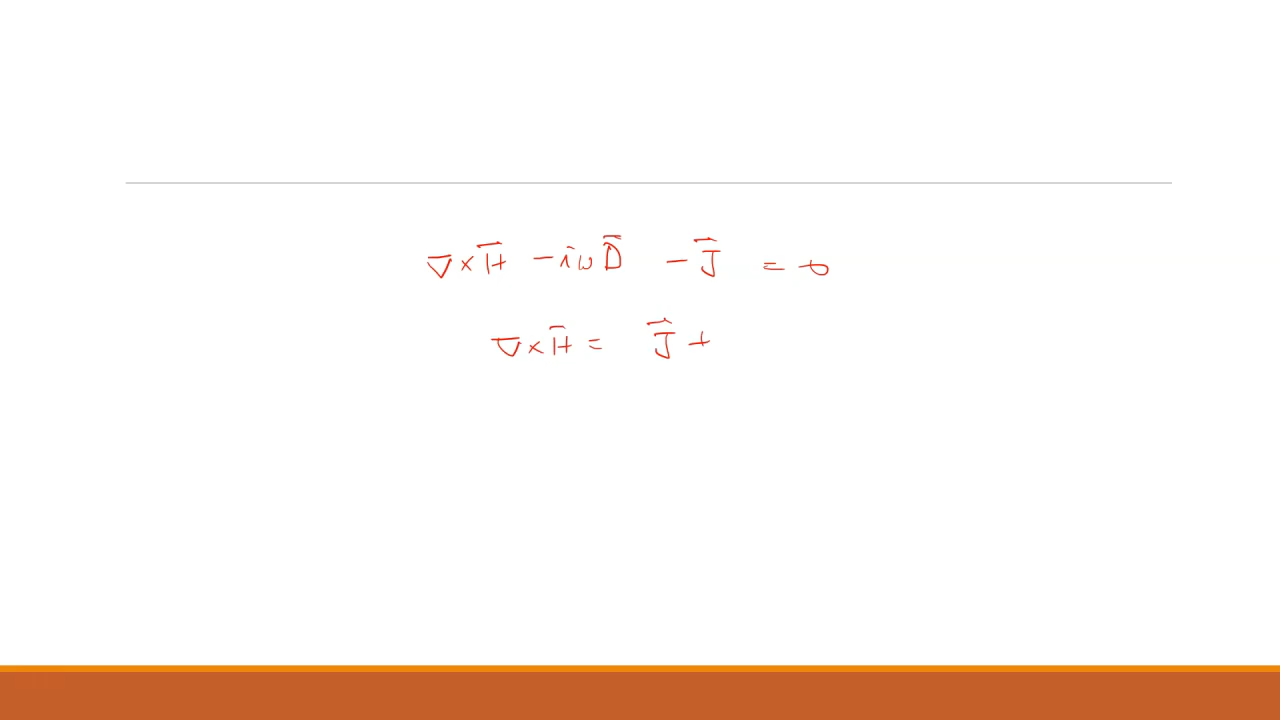 ∇×H̄ − iωD̄ − J⃗ = 0
∇×H̄ = J⃗ +